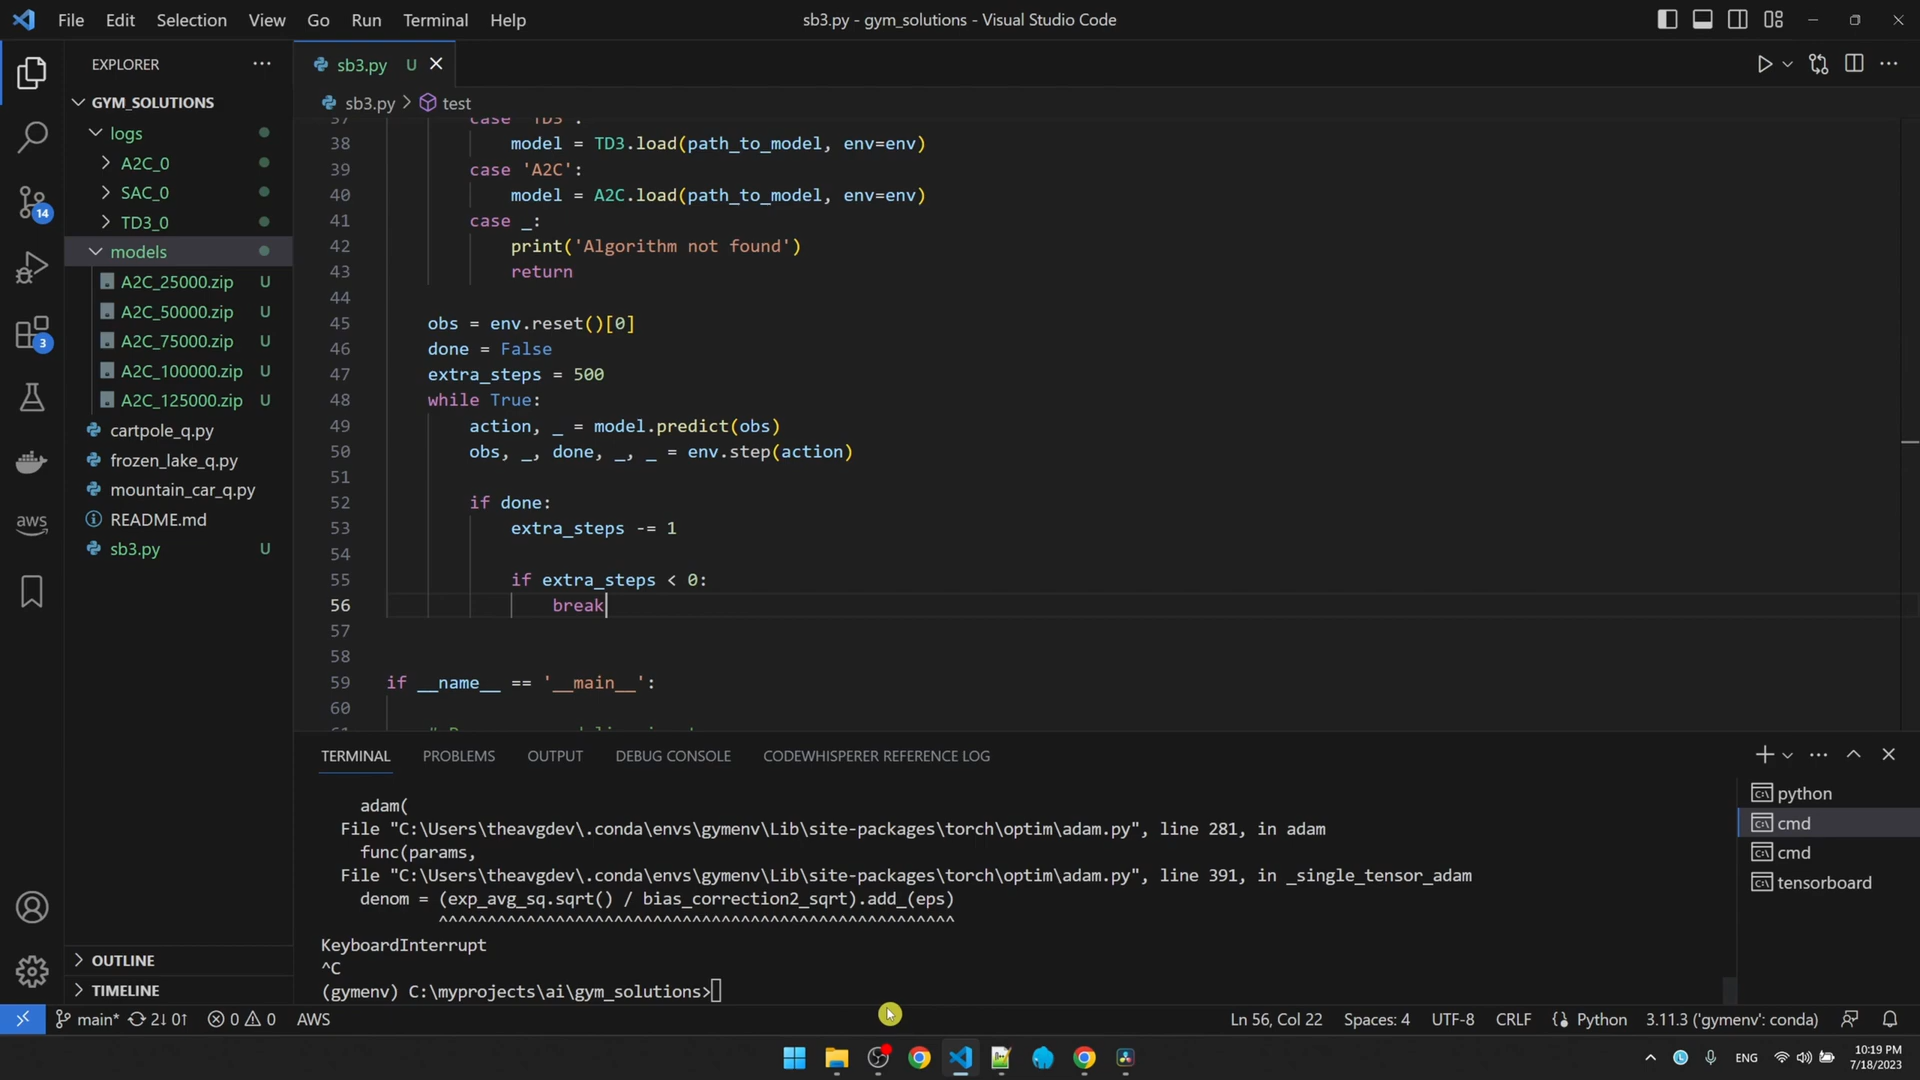 File Edit Selection View Go Run Terminal Help
sb3.py - gym_solutions - Visual Studio Code
EXPLORER
GYM_SOLUTIONS
logs
A2C_0
SAC_0
TD3_0
models
A2C_25000.zip U
A2C_50000.zip U
A2C_75000.zip U
A2C_100000.zip U
A2C_125000.zip U
cartpole_q.py
frozen_lake_q.py
mountain_car_q.py
README.md
sb3.py U
OUTLINE
TIMELINE
14
3
aws
sb3.py U
sb3.py > test
37 case 'TD3':
38 model = TD3.load(path_to_model, env=env)
39 case 'A2C':
40 model = A2C.load(path_to_model, env=env)
41 case _:
42 print('Algorithm not found')
43 return
44
45 obs = env.reset()[0]
46 done = False
47 extra_steps = 500
48 while True:
49 action, _ = model.predict(obs)
50 obs, _, done, _, _ = env.step(action)
51
52 if done:
53 extra_steps -= 1
54
55 if extra_steps < 0:
56 break
57
58
59 if __name__ == '__main__':
60
61
TERMINAL PROBLEMS OUTPUT DEBUG CONSOLE CODEWHISPERER REFERENCE LOG
adam(
File "C:\Users\theavgdev\.conda\envs\gymenv\Lib\site-packages\torch\optim\adam.py", line 281, in adam
func(params,
File "C:\Users\theavgdev\.conda\envs\gymenv\Lib\site-packages\torch\optim\adam.py", line 391, in _single_tensor_adam
denom = (exp_avg_sq.sqrt() / bias_correction2_sqrt).add_(eps)
^^^^^^^^^^^^^^^^^^^^^^^^^^^^^^^^^^^^^^^^^^^^^^^^^^^^
KeyboardInterrupt
^C
(gymenv) C:\myprojects\ai\gym_solutions>
python
cmd
cmd
tensorboard
main* 2↓ 0↑ 0 0 AWS
Ln 56, Col 22 Spaces: 4 UTF-8 CRLF Python 3.11.3 ('gymenv': conda)
ENG
10:19 PM
7/18/2023